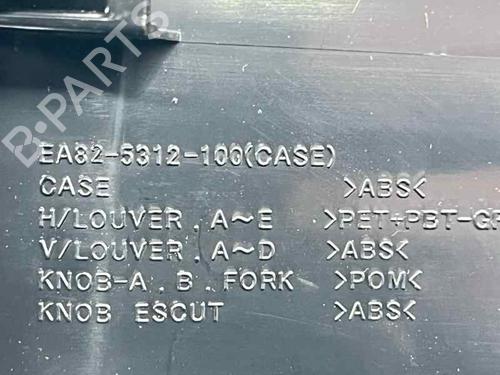 B-PARTS
EA82-5312-100(CASE)
CASE >ABS<
H/LOUVER, A~E >PET+PBT-GF
V/LOUVER, A~D >ABS<
KNOB-A, B, FORK >POM<
KNOB ESCUT >ABS<